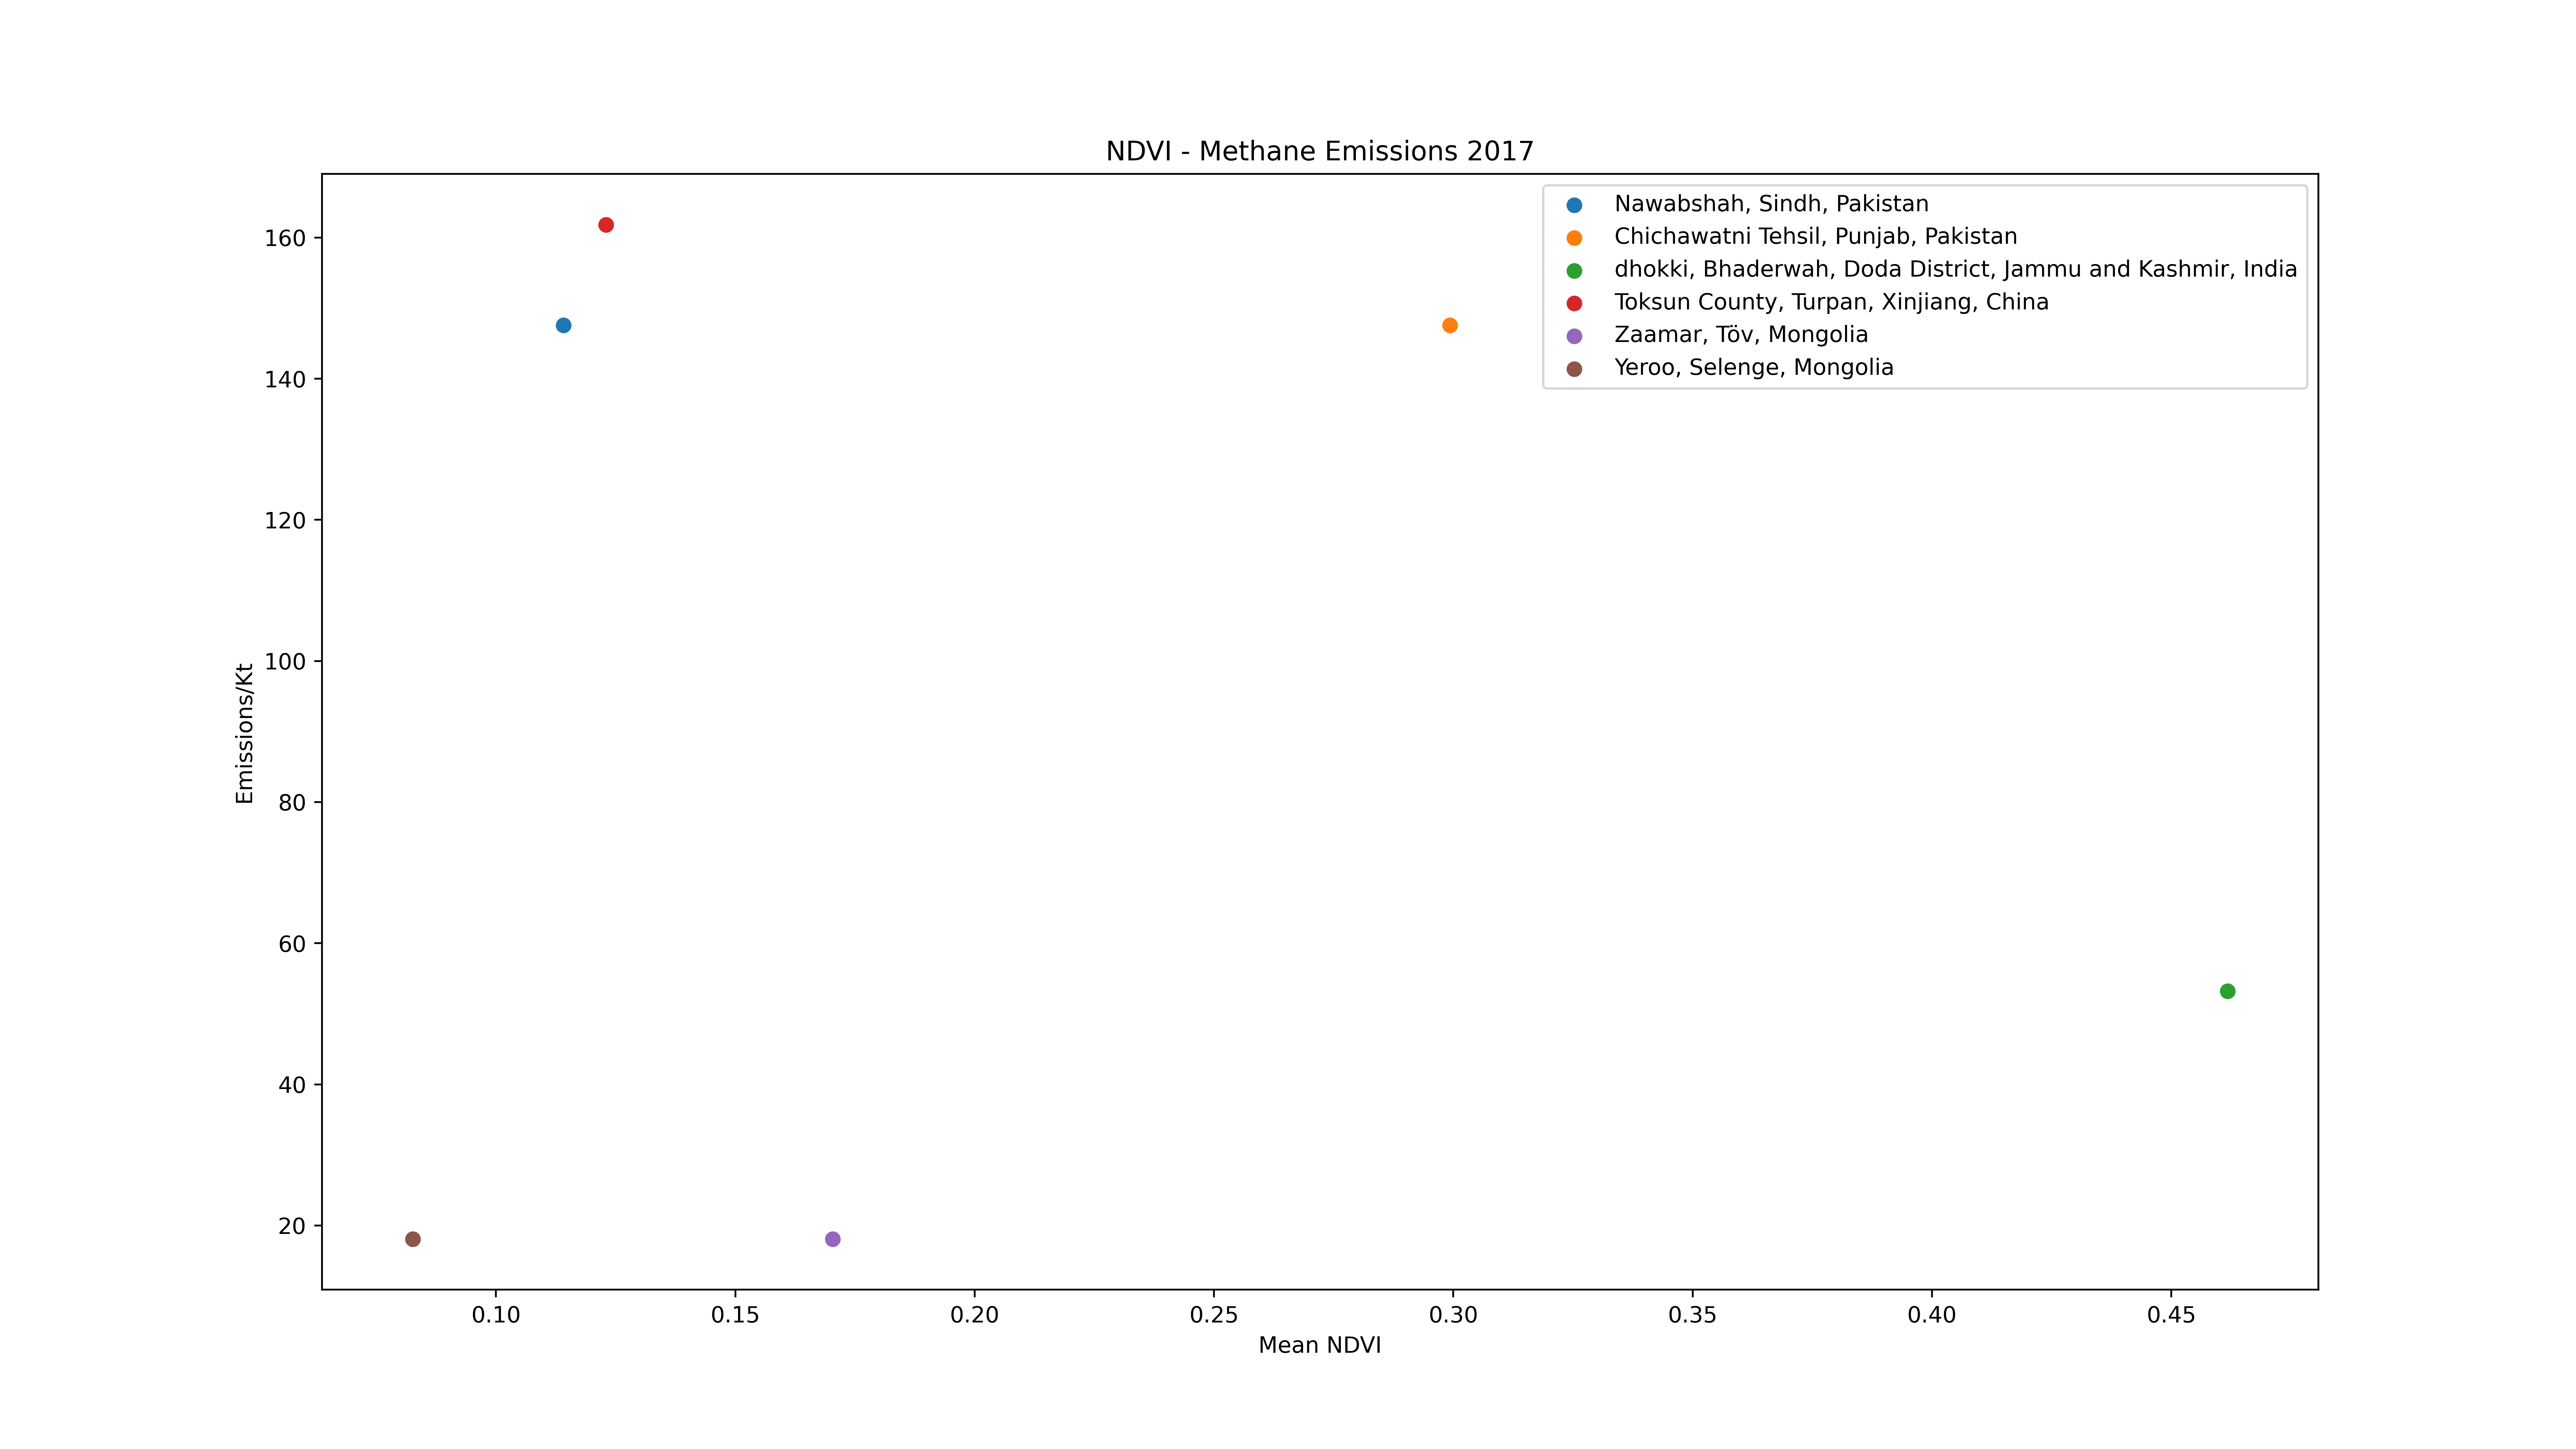 NDVI - Methane Emissions 2017
Nawabshah, Sindh, Pakistan
Chichawatni Tehsil, Punjab, Pakistan
dhokki, Bhaderwah, Doda District, Jammu and Kashmir, India
Toksun County, Turpan, Xinjiang, China
Zaamar, Töv, Mongolia
Yeroo, Selenge, Mongolia
160
140
120
100
80
60
40
20
Emissions/Kt
0.10 0.15 0.20 0.25 0.30 0.35 0.40 0.45
Mean NDVI